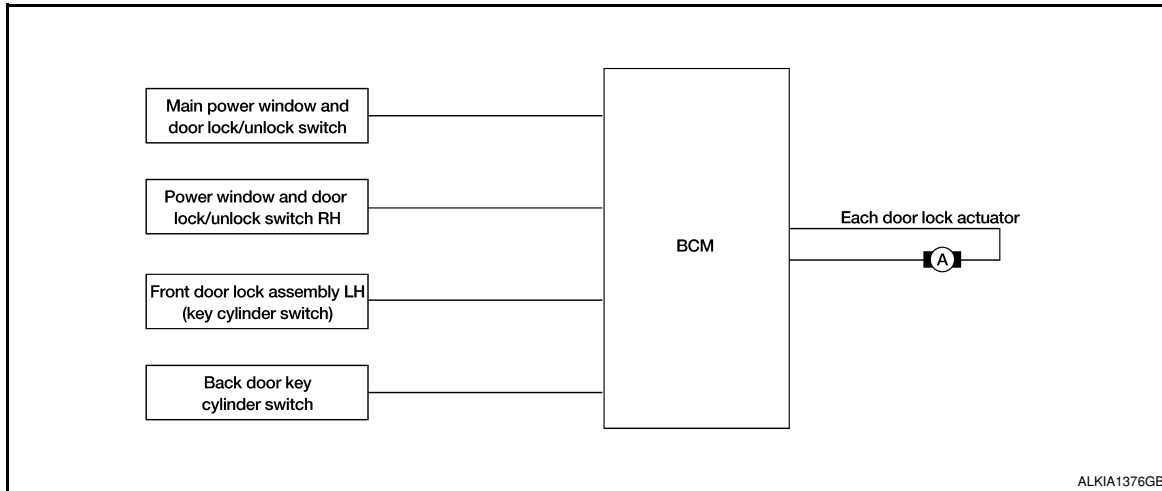 Main power window and
door lock/unlock switch
Power window and door
lock/unlock switch RH
Front door lock assembly LH
(key cylinder switch)
Back door key
cylinder switch
BCM
Each door lock actuator
A
ALKIA1376GB